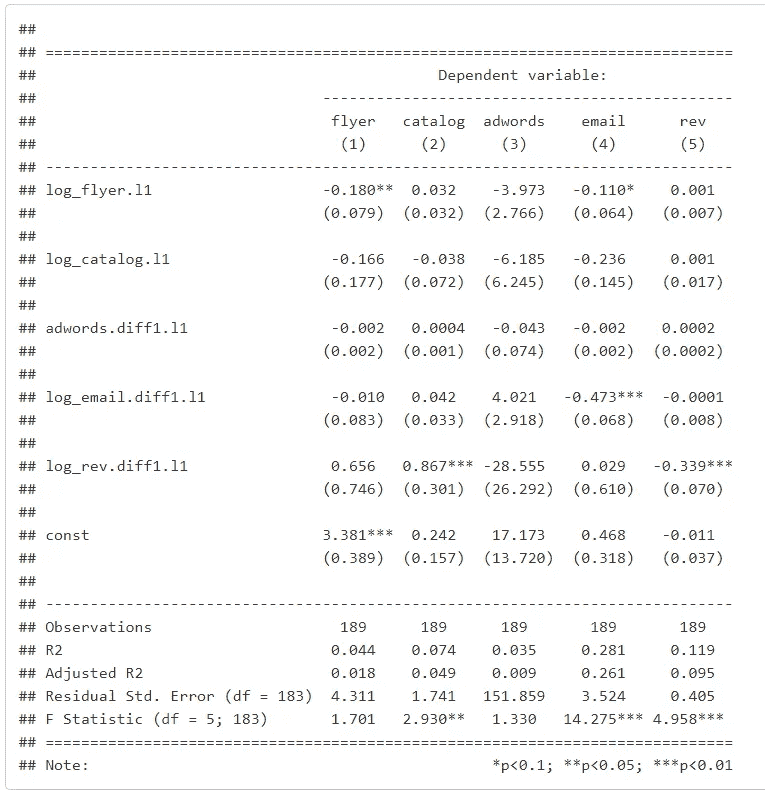 ##
## =========================================================================
##                                        Dependent variable:
##                               ----------------------------------------------
##                                flyer   catalog  adwords    email      rev
##                                 (1)      (2)      (3)       (4)       (5)
## -------------------------------------------------------------------------
## log_flyer.l1                  -0.180**  0.032    -3.973   -0.110*    0.001
##                               (0.079)  (0.032)  (2.766)   (0.064)   (0.007)
##
## log_catalog.l1                 -0.166   -0.038   -6.185   -0.236     0.001
##                               (0.177)  (0.072)  (6.245)   (0.145)   (0.017)
##
## adwords.diff1.l1               -0.002   0.0004   -0.043   -0.002    0.0002
##                               (0.002)  (0.001)  (0.074)   (0.002)  (0.0002)
##
## log_email.diff1.l1             -0.010   0.042    4.021   -0.473***  -0.0001
##                               (0.083)  (0.033)  (2.918)   (0.068)   (0.008)
##
## log_rev.diff1.l1               0.656   0.867*** -28.555    0.029   -0.339***
##                               (0.746)  (0.301)  (26.292)  (0.610)   (0.070)
##
## const                         3.381***  0.242    17.173    0.468    -0.011
##                               (0.389)  (0.157)  (13.720)  (0.318)   (0.037)
##
## -------------------------------------------------------------------------
## Observations                    189      189      189       189       189
## R2                             0.044    0.074    0.035     0.281     0.119
## Adjusted R2                    0.018    0.049    0.009     0.261     0.095
## Residual Std. Error (df = 183) 4.311    1.741   151.859    3.524     0.405
## F Statistic (df = 5; 183)      1.701   2.930**   1.330   14.275*** 4.958***
## =========================================================================
## Note:                                            *p<0.1; **p<0.05; ***p<0.01